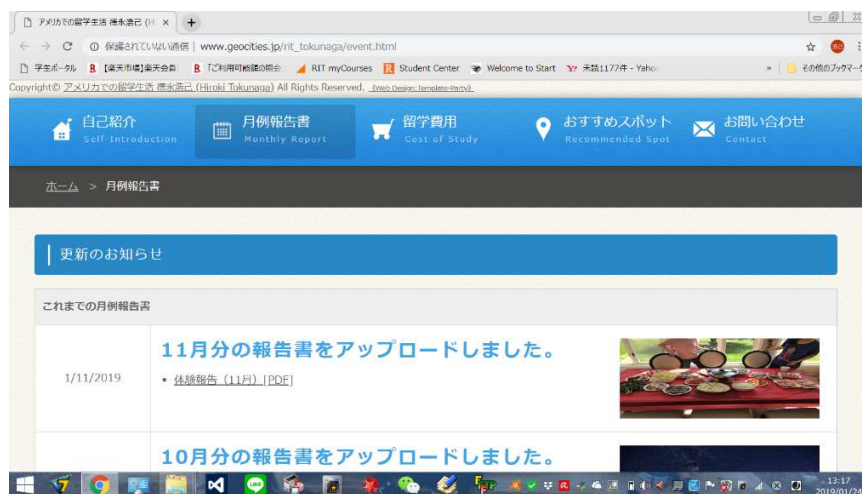 アメリカでの留学生活 徳永浩己 (Hi
保護されていない通信 | www.geocities.jp/rit_tokunaga/event.html
学生ポータル 【楽天市場】楽天会員 「ご利用可能額の照会 RIT myCourses Student Center Welcome to Start 未読1177件 - Yaho その他のブックマーク
Copyright© アメリカでの留学生活 徳永浩己 (Hiroki Tokunaga) All Rights Reserved. 《Web Design:Template-Party》
自己紹介 月例報告書 留学費用 おすすめスポット お問い合わせ
Self-Introduction Monthly Report Cost of Study Recommended Spot Contact
ホーム > 月例報告書
更新のお知らせ
これまでの月例報告書
11月分の報告書をアップロードしました。
1/11/2019
• 体験報告（11月）[PDF]
10月分の報告書をアップロードしました。
13:17
2019/01/24